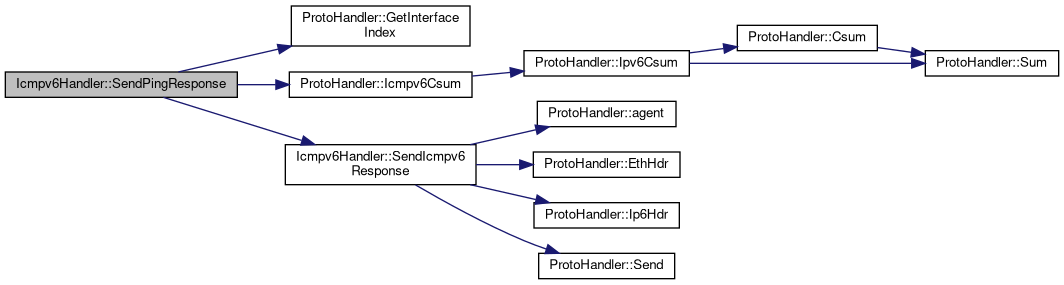 Icmpv6Handler::SendPingResponse
ProtoHandler::GetInterface
Index
ProtoHandler::Icmpv6Csum
ProtoHandler::Ipv6Csum
ProtoHandler::Csum
ProtoHandler::Sum
Icmpv6Handler::SendIcmpv6
Response
ProtoHandler::agent
ProtoHandler::EthHdr
ProtoHandler::Ip6Hdr
ProtoHandler::Send